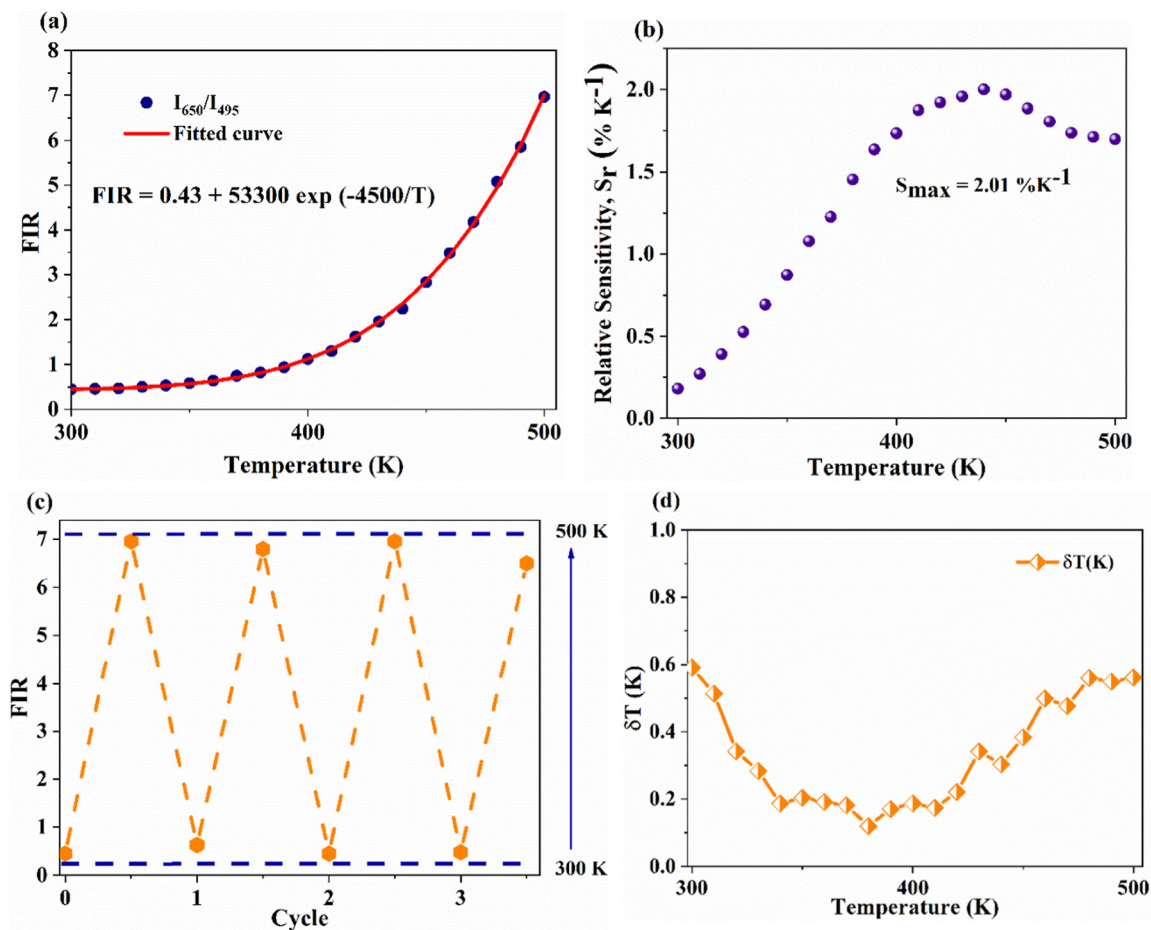 (a)
8
7
6
5
4
3
2
1
0
FIR
I650/I495
Fitted curve
FIR = 0.43 + 53300 exp (-4500/T)
300
400
500
Temperature (K)
(b)
2.0
1.5
1.0
0.5
0.0
Relative Sensitivity, Sr (% K-1)
Smax = 2.01 %K-1
300
400
500
Temperature (K)
(c)
7
6
5
4
3
2
1
0
FIR
500 K
300 K
0
1
2
3
Cycle
(d)
1.0
0.8
0.6
0.4
0.2
0.0
δT (K)
δT(K)
300
400
500
Temperature (K)